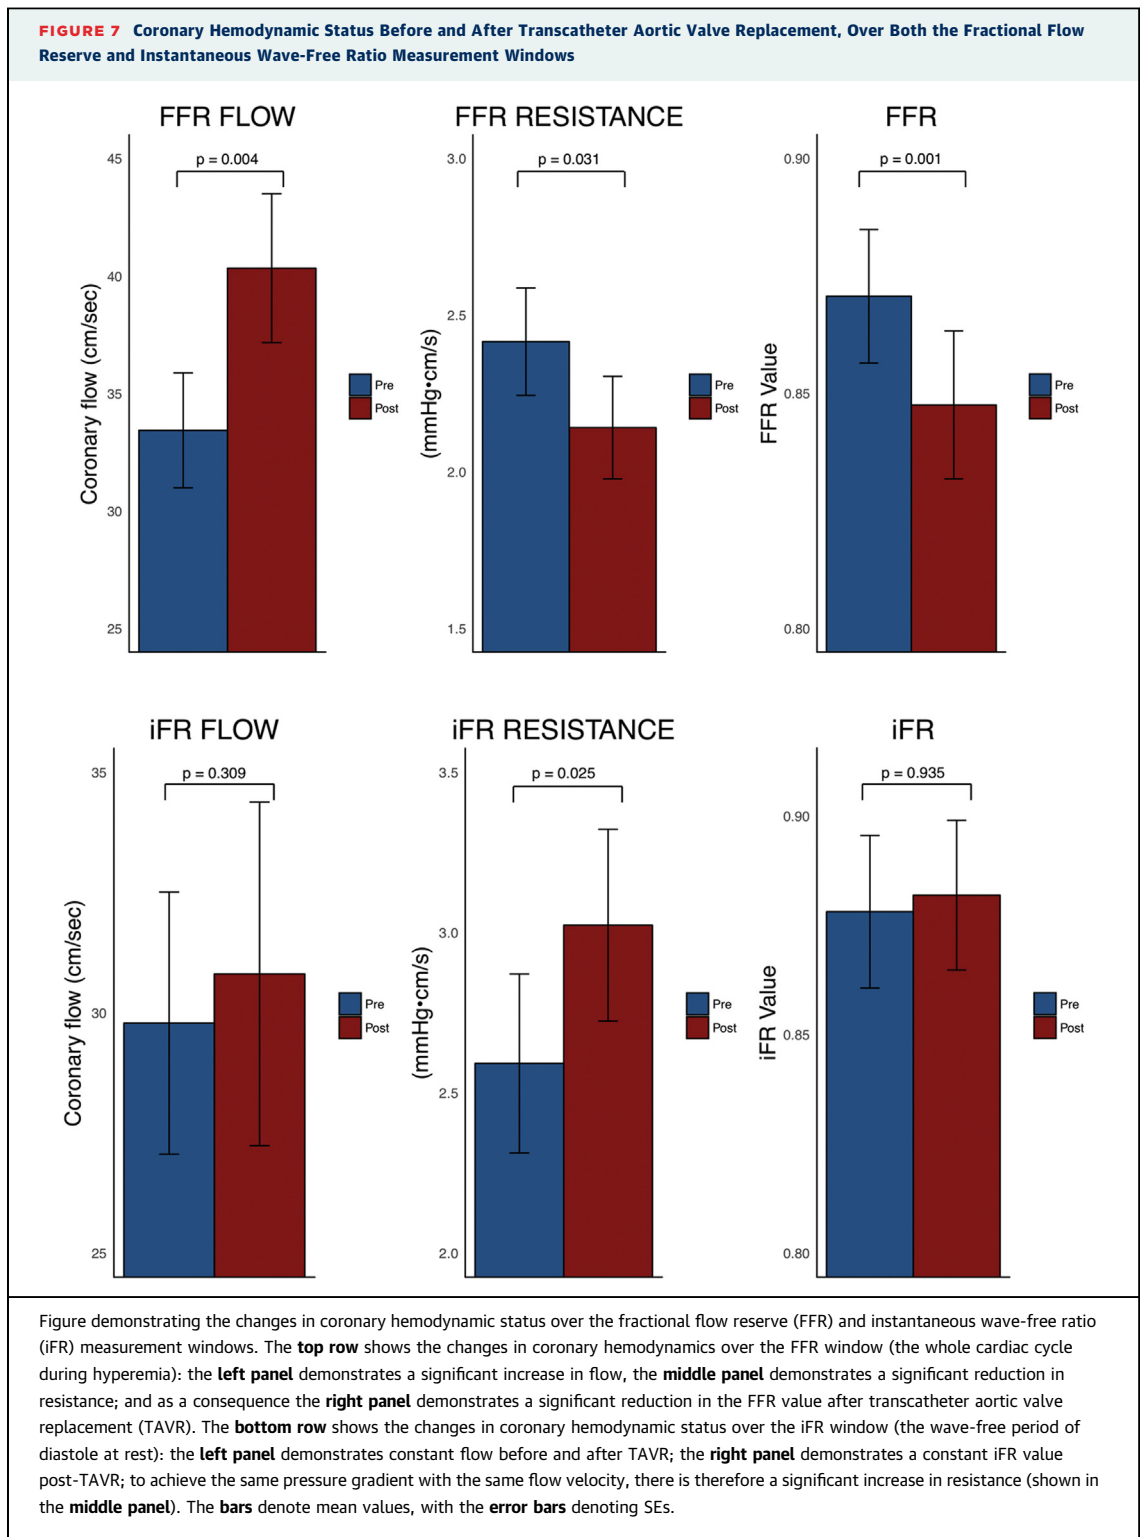 FIGURE 7 Coronary Hemodynamic Status Before and After Transcatheter Aortic Valve Replacement, Over Both the Fractional Flow
Reserve and Instantaneous Wave-Free Ratio Measurement Windows
FFR FLOW
45
40
35
30
25
Coronary flow (cm/sec)
p = 0.004
Pre
Post
FFR RESISTANCE
3.0
2.5
2.0
1.5
(mmHg•cm/s)
p = 0.031
Pre
Post
FFR
0.90
0.85
0.80
FFR Value
p = 0.001
Pre
Post
iFR FLOW
35
30
25
Coronary flow (cm/sec)
p = 0.309
Pre
Post
iFR RESISTANCE
3.5
3.0
2.5
2.0
(mmHg•cm/s)
p = 0.025
Pre
Post
iFR
0.90
0.85
0.80
iFR Value
p = 0.935
Pre
Post
Figure demonstrating the changes in coronary hemodynamic status over the fractional flow reserve (FFR) and instantaneous wave-free ratio
(iFR) measurement windows. The top row shows the changes in coronary hemodynamics over the FFR window (the whole cardiac cycle
during hyperemia): the left panel demonstrates a significant increase in flow, the middle panel demonstrates a significant reduction in
resistance; and as a consequence the right panel demonstrates a significant reduction in the FFR value after transcatheter aortic valve
replacement (TAVR). The bottom row shows the changes in coronary hemodynamic status over the iFR window (the wave-free period of
diastole at rest): the left panel demonstrates constant flow before and after TAVR; the right panel demonstrates a constant iFR value
post-TAVR; to achieve the same pressure gradient with the same flow velocity, there is therefore a significant increase in resistance (shown in
the middle panel). The bars denote mean values, with the error bars denoting SEs.